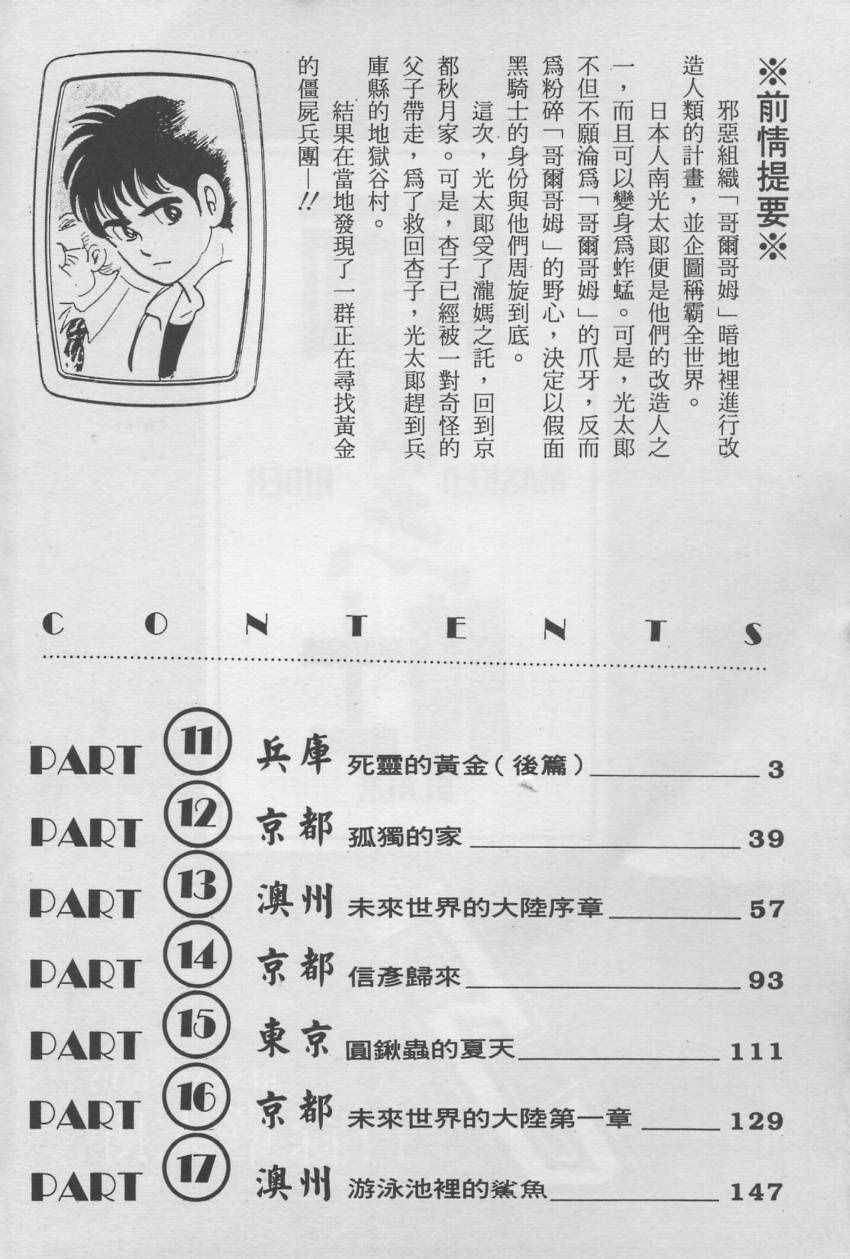 ※前情提要※
邪惡組織「哥爾哥姆」暗地裡進行改
造人類的計畫，並企圖稱霸全世界。
日本人南光太郎便是他們的改造人之
一，而且可以變身爲蚱蜢。可是，光太郎
不但不願淪爲「哥爾哥姆」的爪牙，反而
爲粉碎「哥爾哥姆」的野心，決定以假面
黑騎士的身份與他們周旋到底。
這次，光太郎受了瀧媽之託，回到京
都秋月家。可是，杏子已經被一對奇怪的
父子帶走，爲了救回杏子，光太郎趕到兵
庫縣的地獄谷村。
結果在當地發現了一群正在尋找黃金
的僵屍兵團—!!
CONTENTS
PART 11 兵庫 死靈的黃金(後篇) 3
PART 12 京都 孤獨的家 39
PART 13 澳州 未來世界的大陸序章 57
PART 14 京都 信彥歸來 93
PART 15 東京 圓鍬蟲的夏天 111
PART 16 京都 未來世界的大陸第一章 129
PART 17 澳州 游泳池裡的鯊魚 147